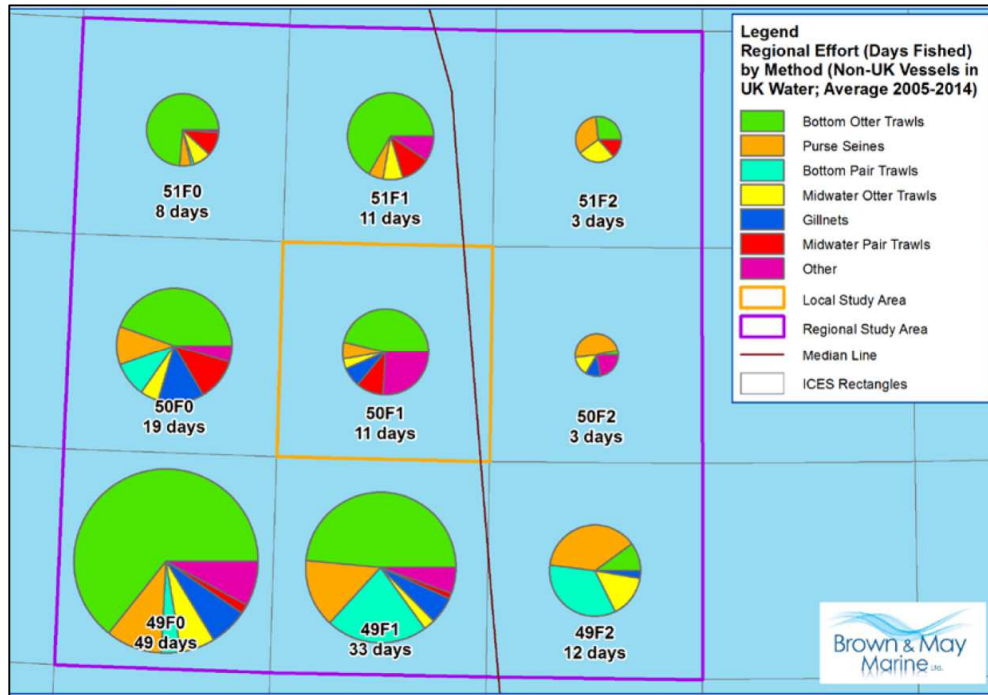 Legend
Regional Effort (Days Fished)
by Method (Non-UK Vessels in
UK Water; Average 2005-2014)
Bottom Otter Trawls
Purse Seines
Bottom Pair Trawls
Midwater Otter Trawls
Gillnets
Midwater Pair Trawls
Other
Local Study Area
Regional Study Area
Median Line
ICES Rectangles
51F0
8 days
51F1
11 days
51F2
3 days
50F0
19 days
50F1
11 days
50F2
3 days
49F0
49 days
49F1
33 days
49F2
12 days
Brown & May
Marine Ltd.